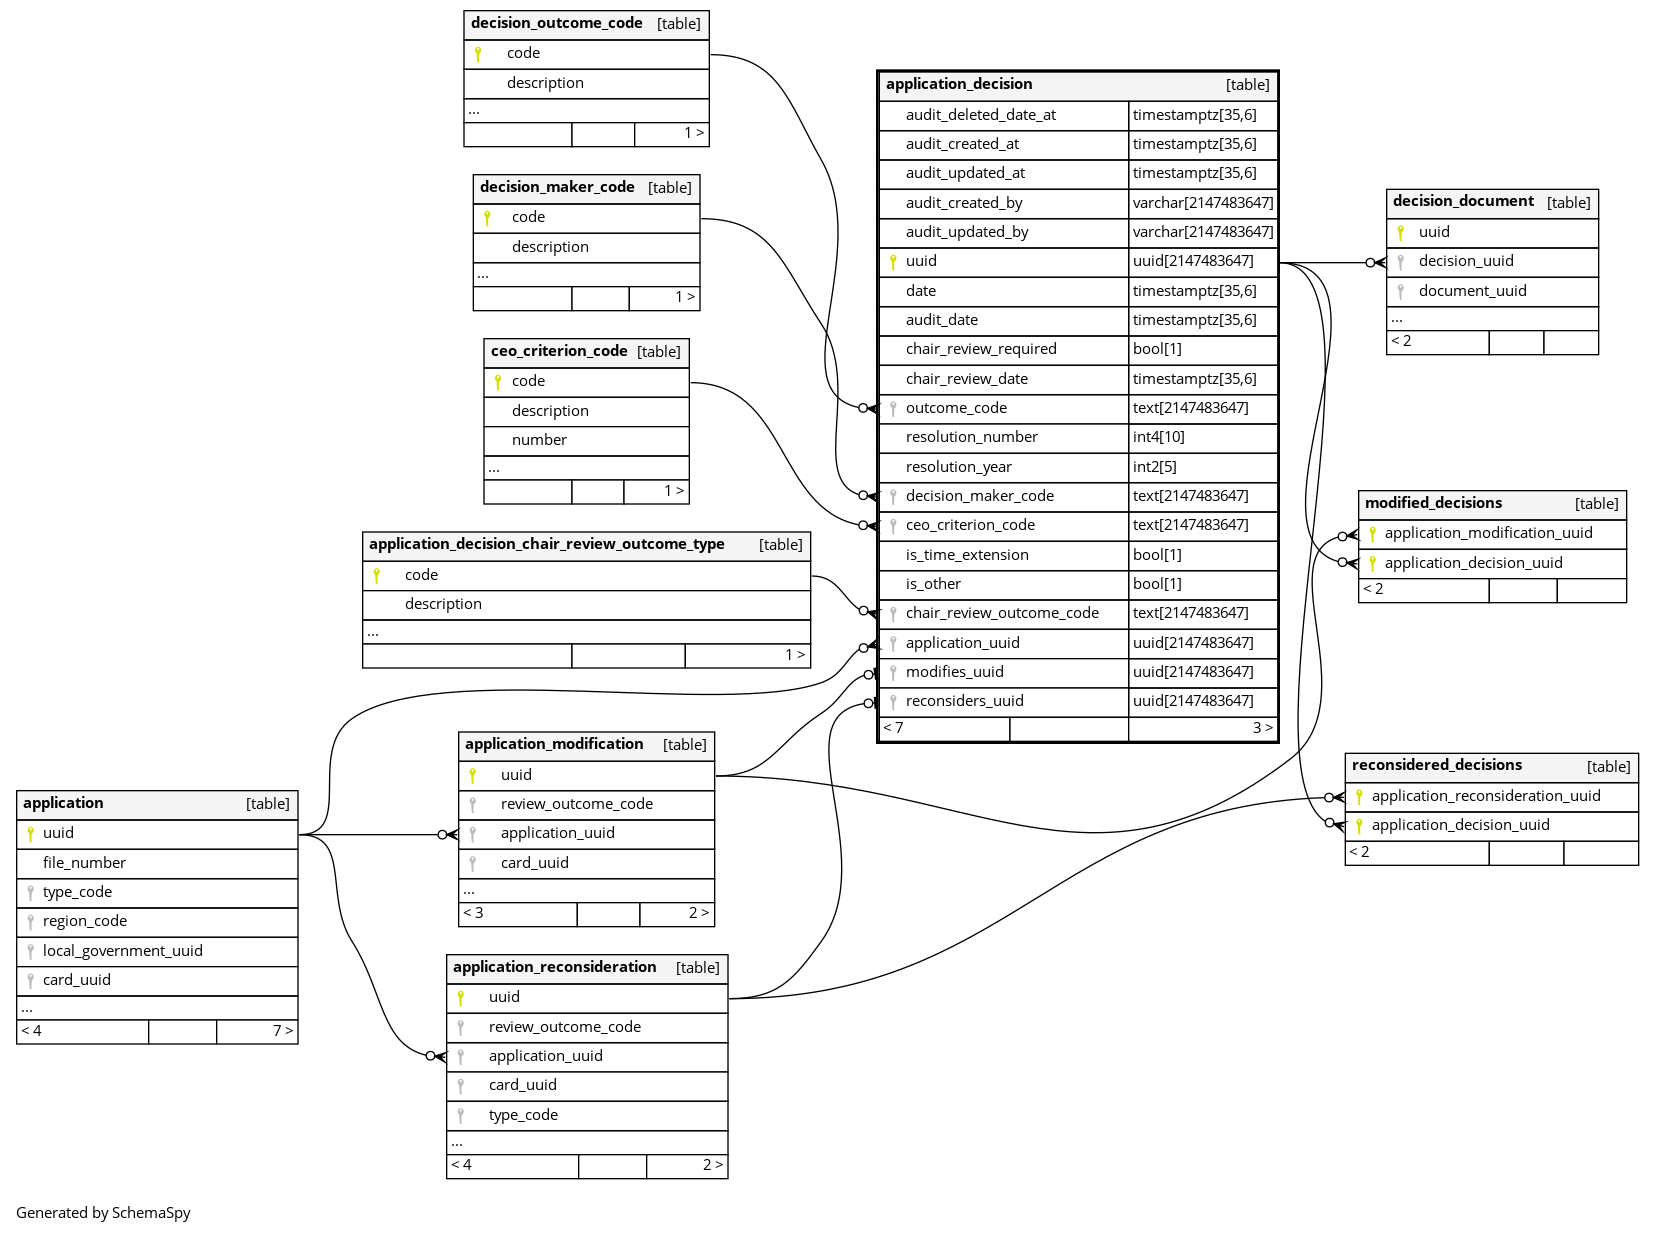 decision_outcome_code [table]
code
description
...
1 >
decision_maker_code [table]
code
description
...
1 >
ceo_criterion_code [table]
code
description
number
...
1 >
application_decision_chair_review_outcome_type [table]
code
description
...
1 >
application [table]
uuid
file_number
type_code
region_code
local_government_uuid
card_uuid
...
< 4 7 >
application_modification [table]
uuid
review_outcome_code
application_uuid
card_uuid
...
< 3 2 >
application_reconsideration [table]
uuid
review_outcome_code
application_uuid
card_uuid
type_code
...
< 4 2 >
application_decision [table]
audit_deleted_date_at timestamptz[35,6]
audit_created_at timestamptz[35,6]
audit_updated_at timestamptz[35,6]
audit_created_by varchar[2147483647]
audit_updated_by varchar[2147483647]
uuid uuid[2147483647]
date timestamptz[35,6]
audit_date timestamptz[35,6]
chair_review_required bool[1]
chair_review_date timestamptz[35,6]
outcome_code text[2147483647]
resolution_number int4[10]
resolution_year int2[5]
decision_maker_code text[2147483647]
ceo_criterion_code text[2147483647]
is_time_extension bool[1]
is_other bool[1]
chair_review_outcome_code text[2147483647]
application_uuid uuid[2147483647]
modifies_uuid uuid[2147483647]
reconsiders_uuid uuid[2147483647]
< 7 3 >
decision_document [table]
uuid
decision_uuid
document_uuid
...
< 2
modified_decisions [table]
application_modification_uuid
application_decision_uuid
< 2
reconsidered_decisions [table]
application_reconsideration_uuid
application_decision_uuid
< 2
Generated by SchemaSpy